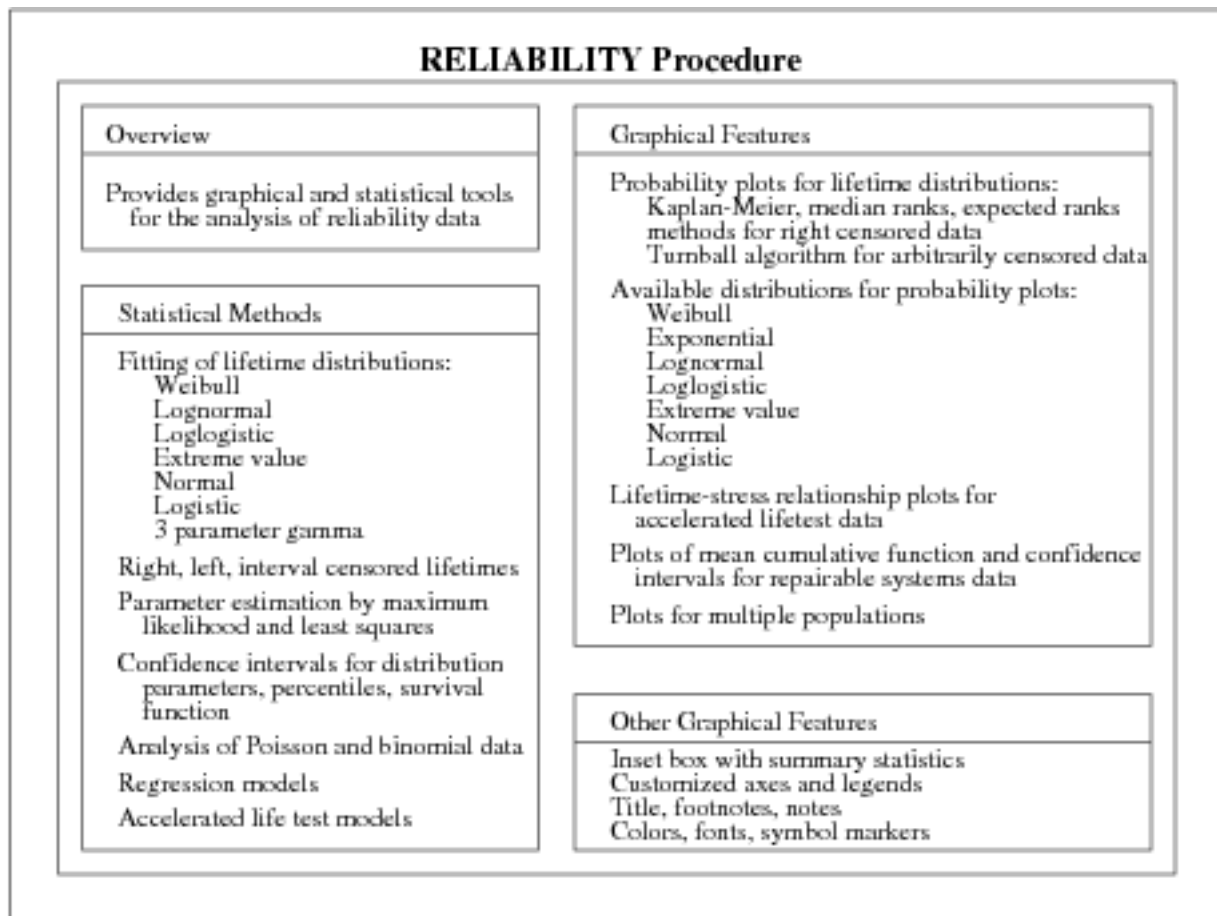 RELIABILITY Procedure
Overview
Provides graphical and statistical tools
for the analysis of reliability data
Statistical Methods
Fitting of lifetime distributions:
Weibull
Lognormal
Loglogistic
Extreme value
Normal
Logistic
3 parameter gamma
Right, left, interval censored lifetimes
Parameter estimation by maximum
likelihood and least squares
Confidence intervals for distribution
parameters, percentiles, survival
function
Analysis of Poisson and binomial data
Regression models
Accelerated life test models
Graphical Features
Probability plots for lifetime distributions:
Kaplan-Meier, median ranks, expected ranks
methods for right censored data
Turnball algorithm for arbitrarily censored data
Available distributions for probability plots:
Weibull
Exponential
Lognormal
Loglogistic
Extreme value
Normal
Logistic
Lifetime-stress relationship plots for
accelerated lifetest data
Plots of mean cumulative function and confidence
intervals for repairable systems data
Plots for multiple populations
Other Graphical Features
Inset box with summary statistics
Customized axes and legends
Title, footnotes, notes
Colors, fonts, symbol markers